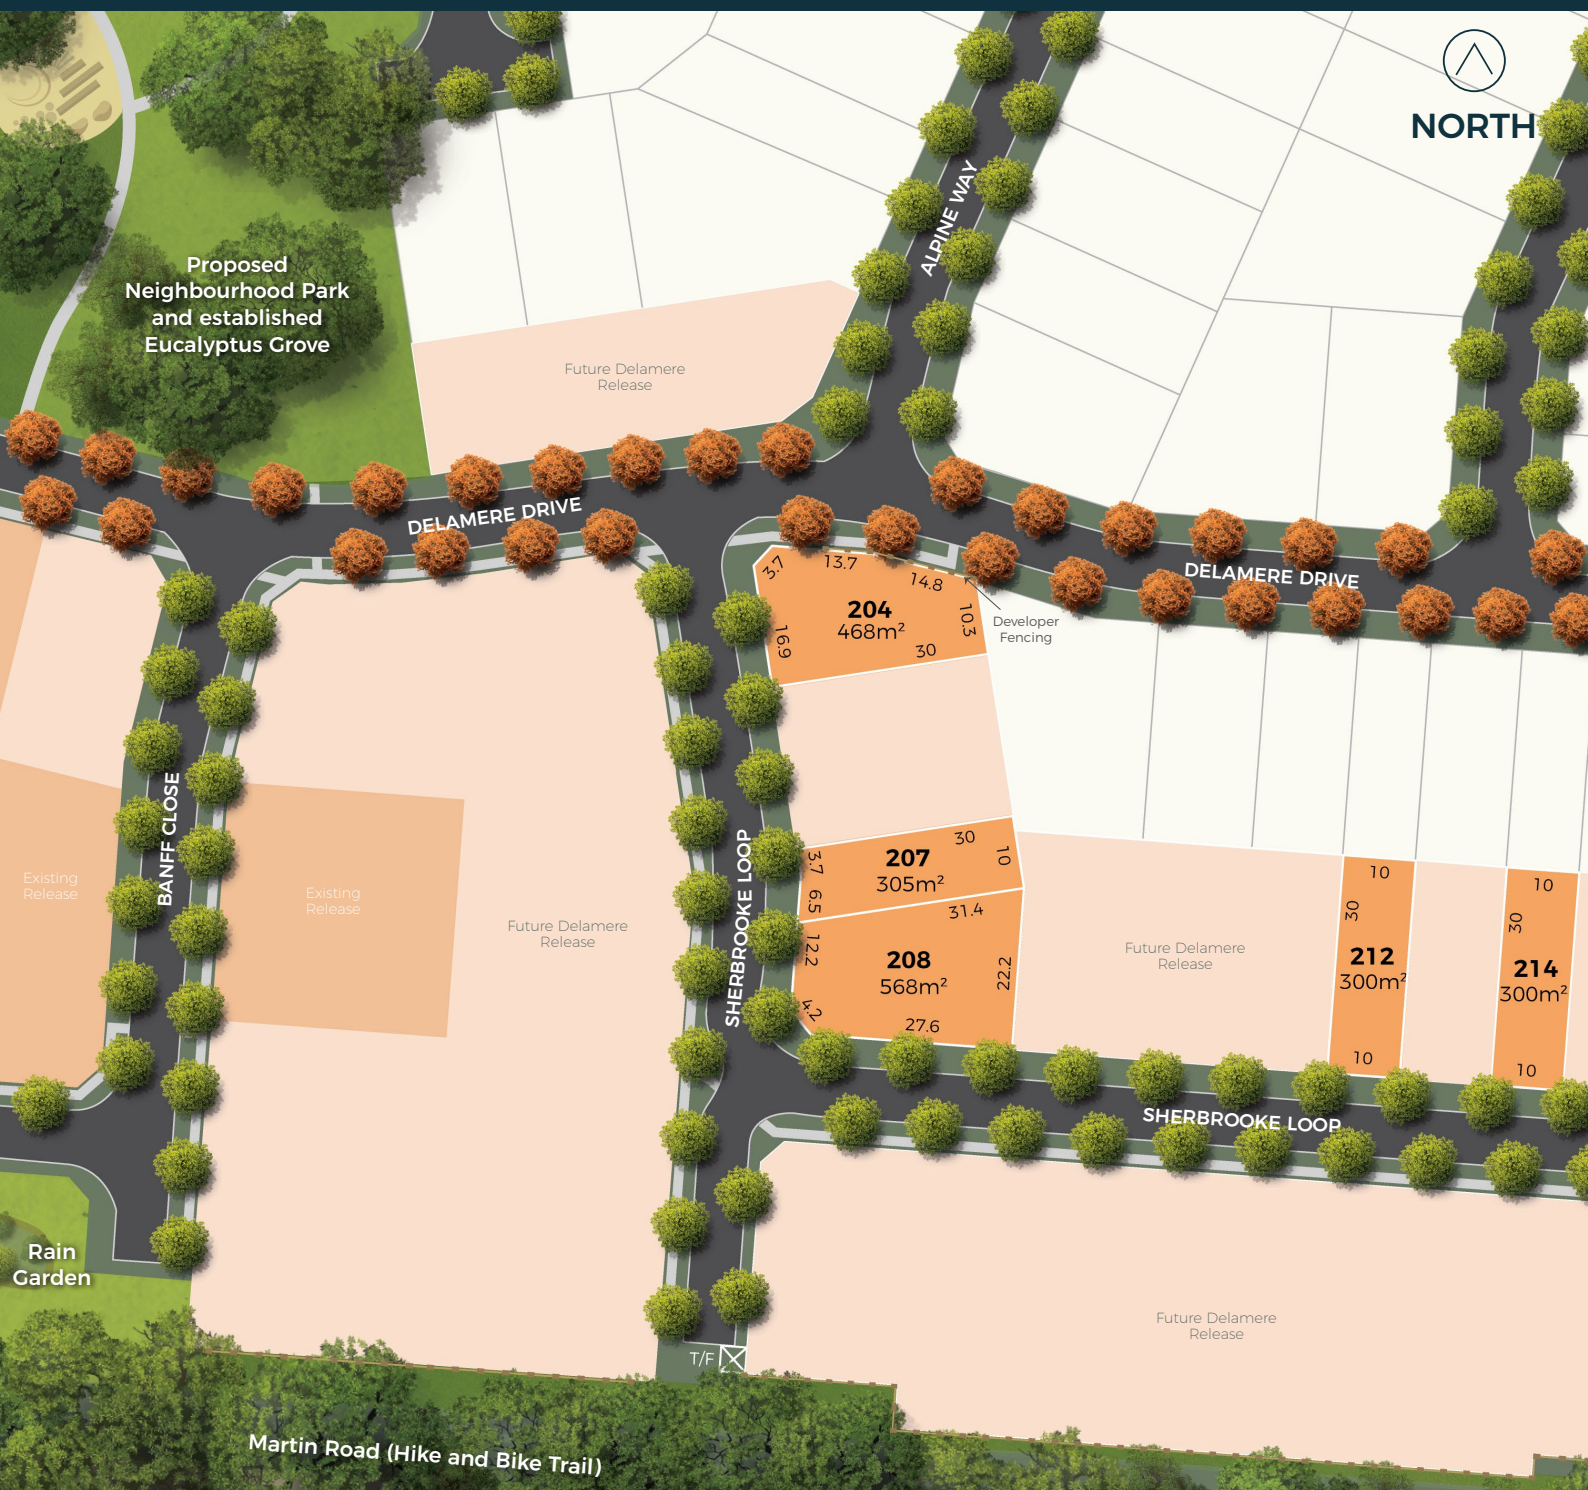 NORTH
ALPINE WAY
Proposed
Neighbourhood Park
and established
Eucalyptus Grove
Future Delamere
Release
DELAMERE DRIVE
DELAMERE DRIVE
3.7
13.7
14.8
204
468m²
10.3
16.9
30
Developer
Fencing
BANFF CLOSE
Existing
Release
Existing
Release
Future Delamere
Release
SHERBROOKE LOOP
30
3.7
207
305m²
10
6.5
31.4
12.2
208
568m²
22.2
4.2
27.6
Future Delamere
Release
10
30
212
300m²
10
10
30
214
300m²
10
SHERBROOKE LOOP
Rain
Garden
Future Delamere
Release
T/F
Martin Road (Hike and Bike Trail)